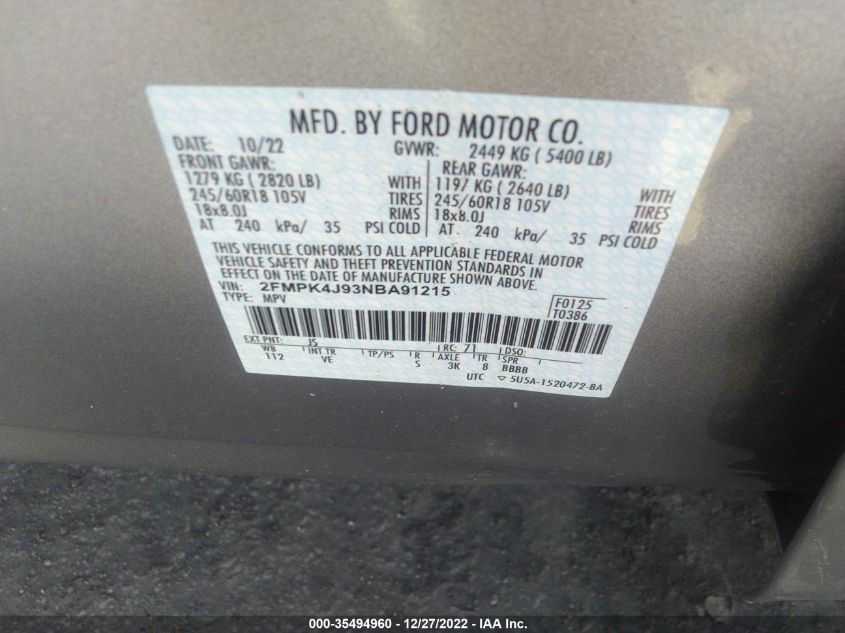 MFD. BY FORD MOTOR CO.
DATE: 10/22 GVWR: 2449 KG ( 5400 LB)
FRONT GAWR: REAR GAWR:
1279 KG ( 2820 LB) WITH 1197 KG ( 2640 LB) WITH
245/60R18 105V TIRES 245/60R18 105V TIRES
18x8.0J RIMS 18x8.0J RIMS
AT 240 kPa/ 35 PSI COLD AT 240 kPa/ 35 PSI COLD
THIS VEHICLE CONFORMS TO ALL APPLICABLE FEDERAL MOTOR
VEHICLE SAFETY AND THEFT PREVENTION STANDARDS IN
EFFECT ON THE DATE OF MANUFACTURE SHOWN ABOVE.
VIN: 2FMPK4J93NBA91215
TYPE: MPV
F0125
T0386
EXT PNT: J5 RC: 71 DSO:
WB INT TR TP/PS R AXLE TR SPR
112 VE S 3K 8 BBBB
UTC ▽ 5U5A-1520472-BA
000-35494960 - 12/27/2022 - IAA Inc.